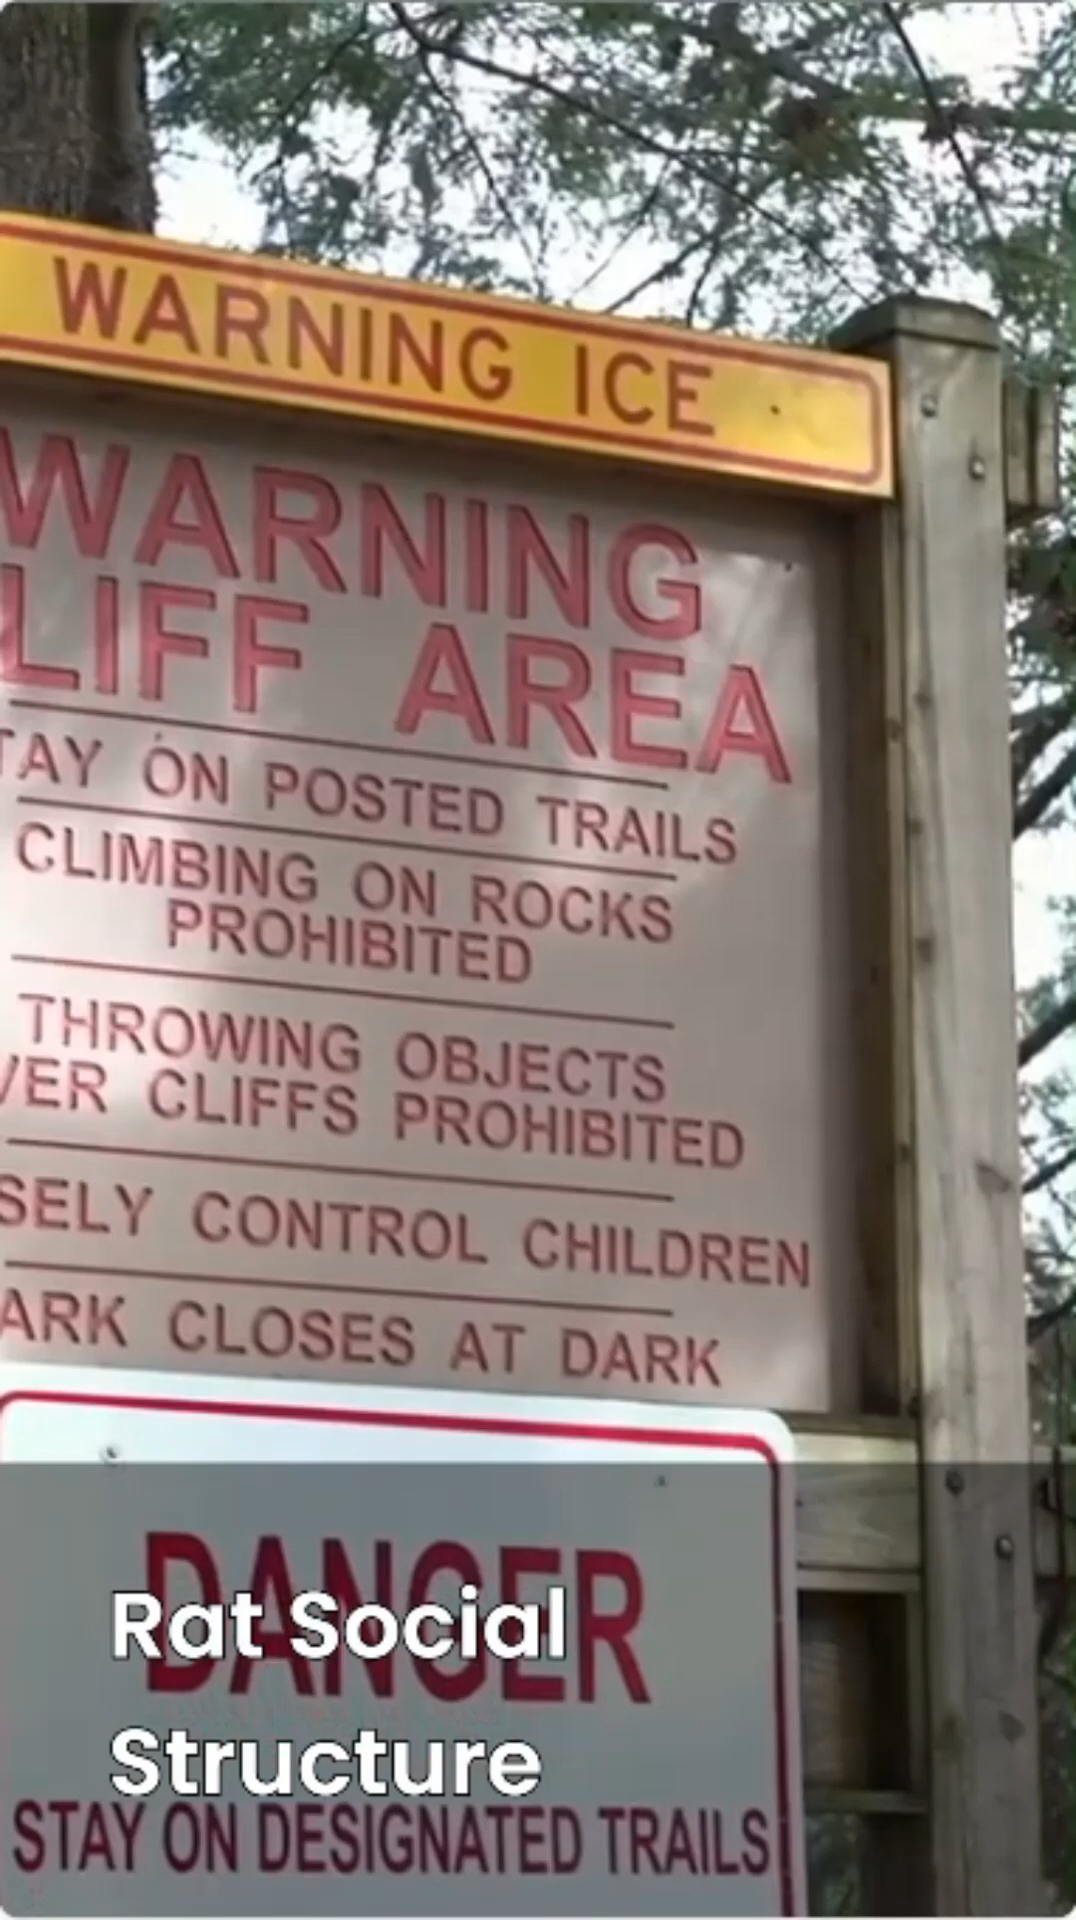 WARNING ICE
WARNING
LIFF AREA
TAY ON POSTED TRAILS
CLIMBING ON ROCKS
PROHIBITED
THROWING OBJECTS
VER CLIFFS PROHIBITED
SELY CONTROL CHILDREN
ARK CLOSES AT DARK
DANGER
Rat Social
Structure
STAY ON DESIGNATED TRAILS